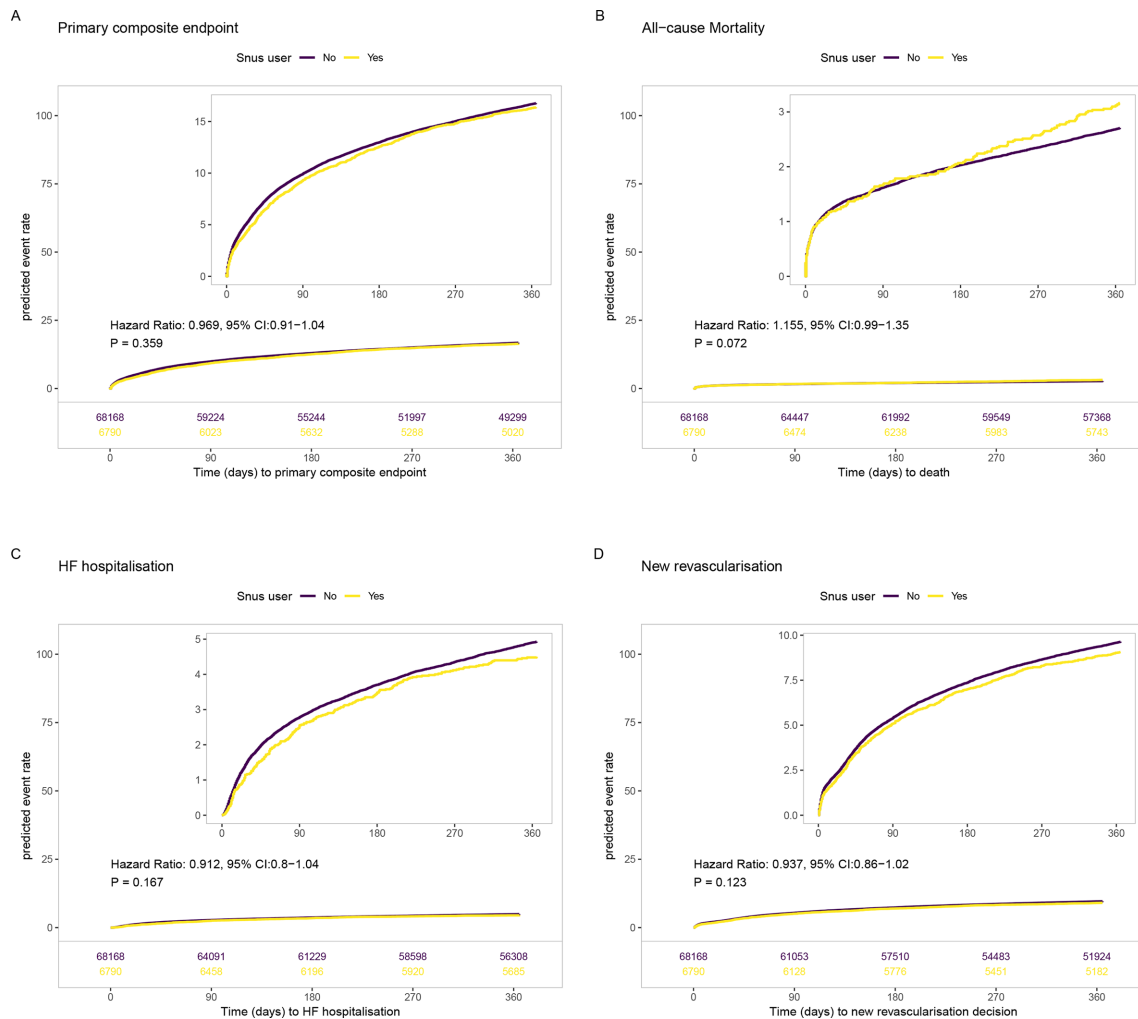 A
Primary composite endpoint
Snus user No Yes
predicted event rate
100
75
50
25
0
15
10
5
0
0 90 180 270 360
Hazard Ratio: 0.969, 95% CI:0.91−1.04
P = 0.359
68168 59224 55244 51997 49299
6790 6023 5632 5298 5020
0 90 180 270 360
Time (days) to primary composite endpoint
B
All−cause Mortality
Snus user No Yes
predicted event rate
100
75
50
25
0
3
2
1
0
0 90 180 270 360
Hazard Ratio: 1.155, 95% CI:0.99−1.35
P = 0.072
68168 64447 61992 59549 57368
6790 6474 6238 5983 5743
0 90 180 270 360
Time (days) to death
C
HF hospitalisation
Snus user No Yes
predicted event rate
100
75
50
25
0
5
4
3
2
1
0
0 90 180 270 360
Hazard Ratio: 0.912, 95% CI:0.8−1.04
P = 0.167
68168 64091 61229 58598 56308
6790 6458 6196 5920 5685
0 90 180 270 360
Time (days) to HF hospitalisation
D
New revascularisation
Snus user No Yes
predicted event rate
100
75
50
25
0
10.0
7.5
5.0
2.5
0.0
0 90 180 270 360
Hazard Ratio: 0.937, 95% CI:0.86−1.02
P = 0.123
68168 61053 57510 54483 51924
6790 6128 5776 5451 5182
0 90 180 270 360
Time (days) to new revascularisation decision